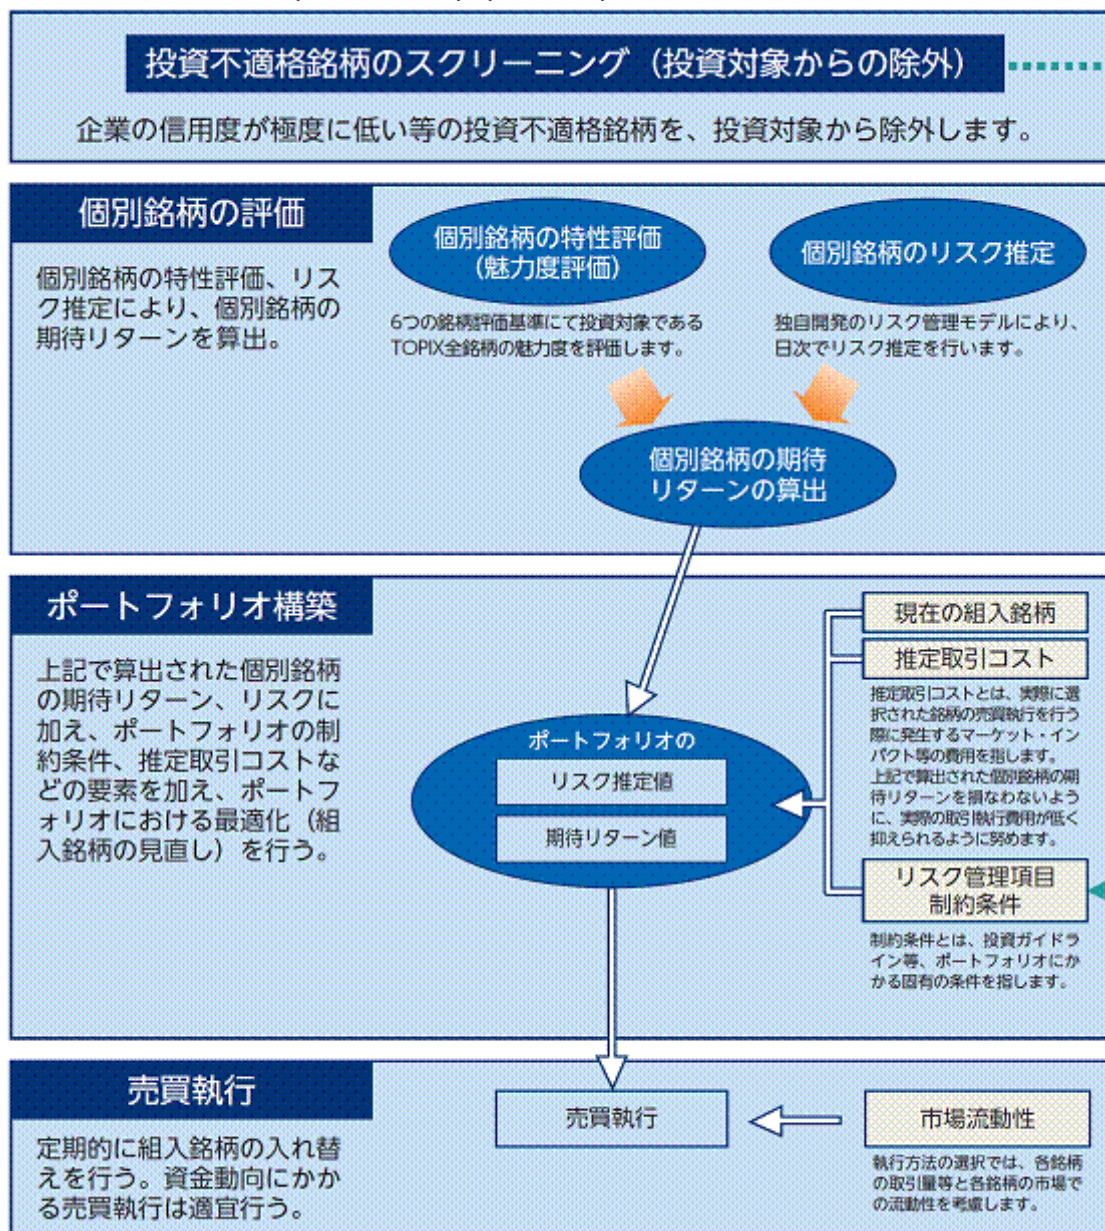 投資不適格銘柄のスクリーニング（投資対象からの除外）
企業の信用度が極度に低い等の投資不適格銘柄を、投資対象から除外します。
個別銘柄の評価
個別銘柄の特性評価、リス
ク推定により、個別銘柄の
期待リターンを算出。
個別銘柄の特性評価
（魅力度評価）
6つの銘柄評価基準にて投資対象である
TOPIX全銘柄の魅力度を評価します。
個別銘柄のリスク推定
独自開発のリスク管理モデルにより、
日次でリスク推定を行います。
個別銘柄の期待
リターンの算出
ポートフォリオ構築
上記で算出された個別銘柄
の期待リターン、リスクに
加え、ポートフォリオの制
約条件、推定取引コストな
どの要素を加え、ポートフ
ォリオにおける最適化（組
入銘柄の見直し）を行う。
ポートフォリオの
リスク推定値
期待リターン値
現在の組入銘柄
推定取引コスト
推定取引コストとは、実際に選
択された銘柄の売買執行を行う
際に発生するマーケット・イン
パクト等の費用を指します。
上記で算出された個別銘柄の期
待リターンを損なわないよう
に、実際の取引執行費用が低く
抑えられるように努めます。
リスク管理項目
制約条件
制約条件とは、投資ガイドラ
イン等、ポートフォリオにか
かる固有の条件を指します。
売買執行
定期的に組入銘柄の入れ替
えを行う。資金動向にかか
る売買執行は適宜行う。
売買執行
市場流動性
執行方法の選択では、各銘柄
の取引量等と各銘柄の市場で
の流動性を考慮します。